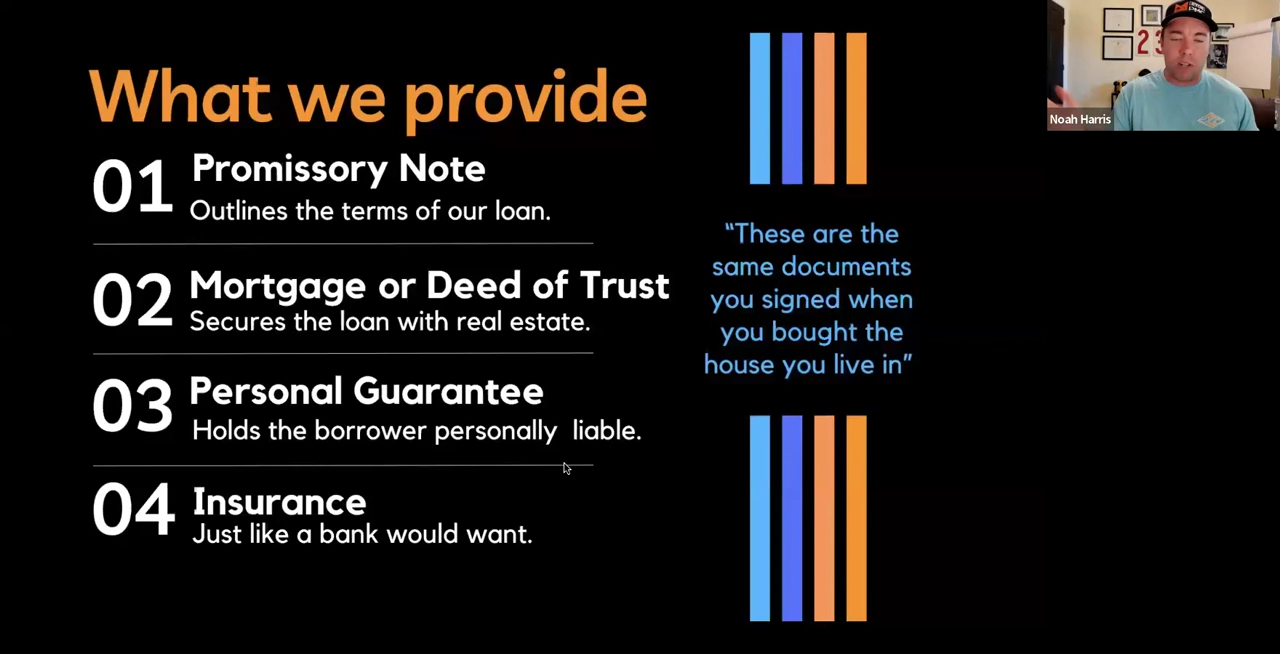 What we provide
01 Promissory Note
Outlines the terms of our loan.
02 Mortgage or Deed of Trust
Secures the loan with real estate.
03 Personal Guarantee
Holds the borrower personally  liable.
04 Insurance
Just like a bank would want.
“These are the
same documents
you signed when
you bought the
house you live in”
Noah Harris
23